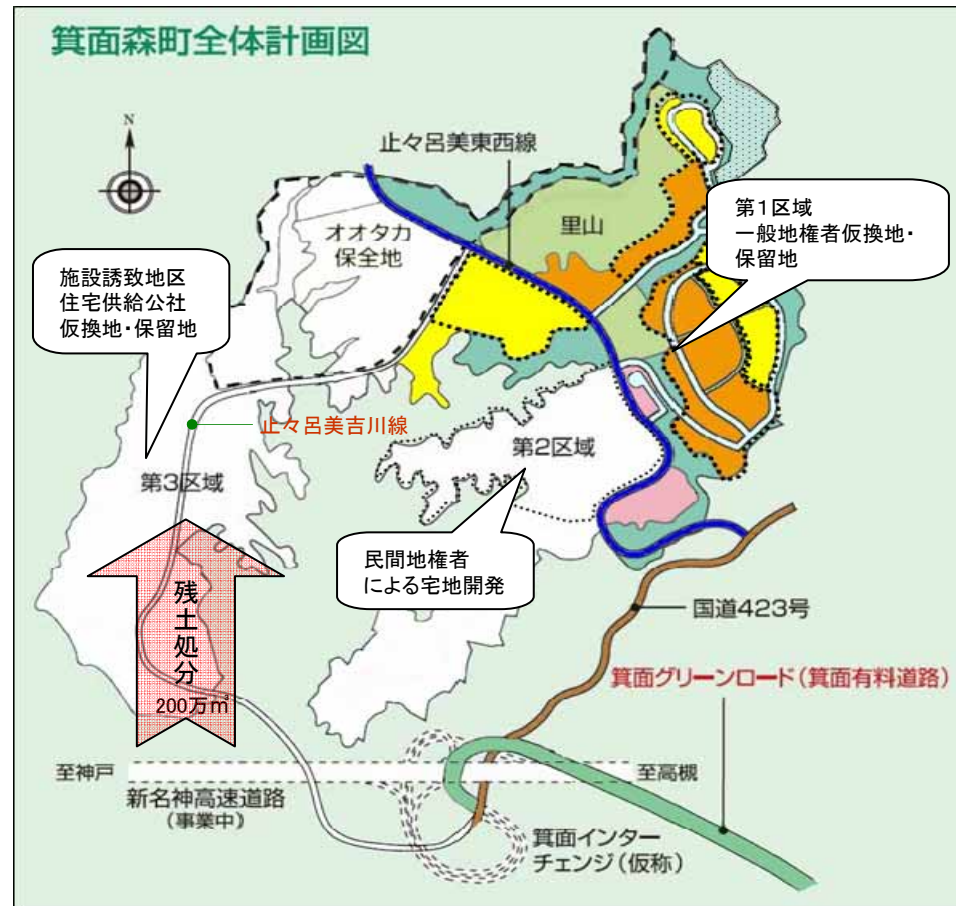 箕面森町全体計画図
N
止々呂美東西線
里山
オオタカ
保全地
第1区域
一般地権者仮換地・
保留地
施設誘致地区
住宅供給公社
仮換地・保留地
止々呂美吉川線
第2区域
第3区域
民間地権者
による宅地開発
残土処分
200万㎥
国道423号
箕面グリーンロード(箕面有料道路)
至神戸
至高槻
新名神高速道路
(事業中)
箕面インター
チェンジ(仮称)